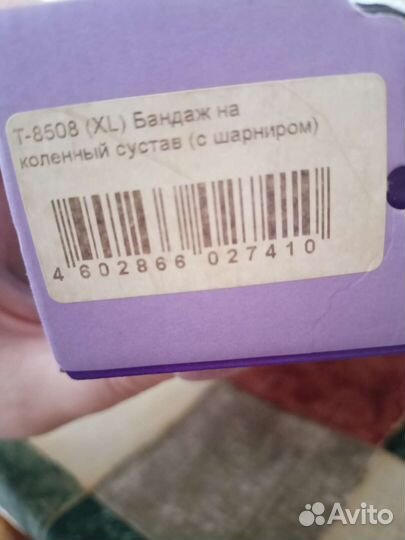 Т-8508 (XL) Бандаж на
коленный сустав (с шарниром)
4 602866 027410
Avito